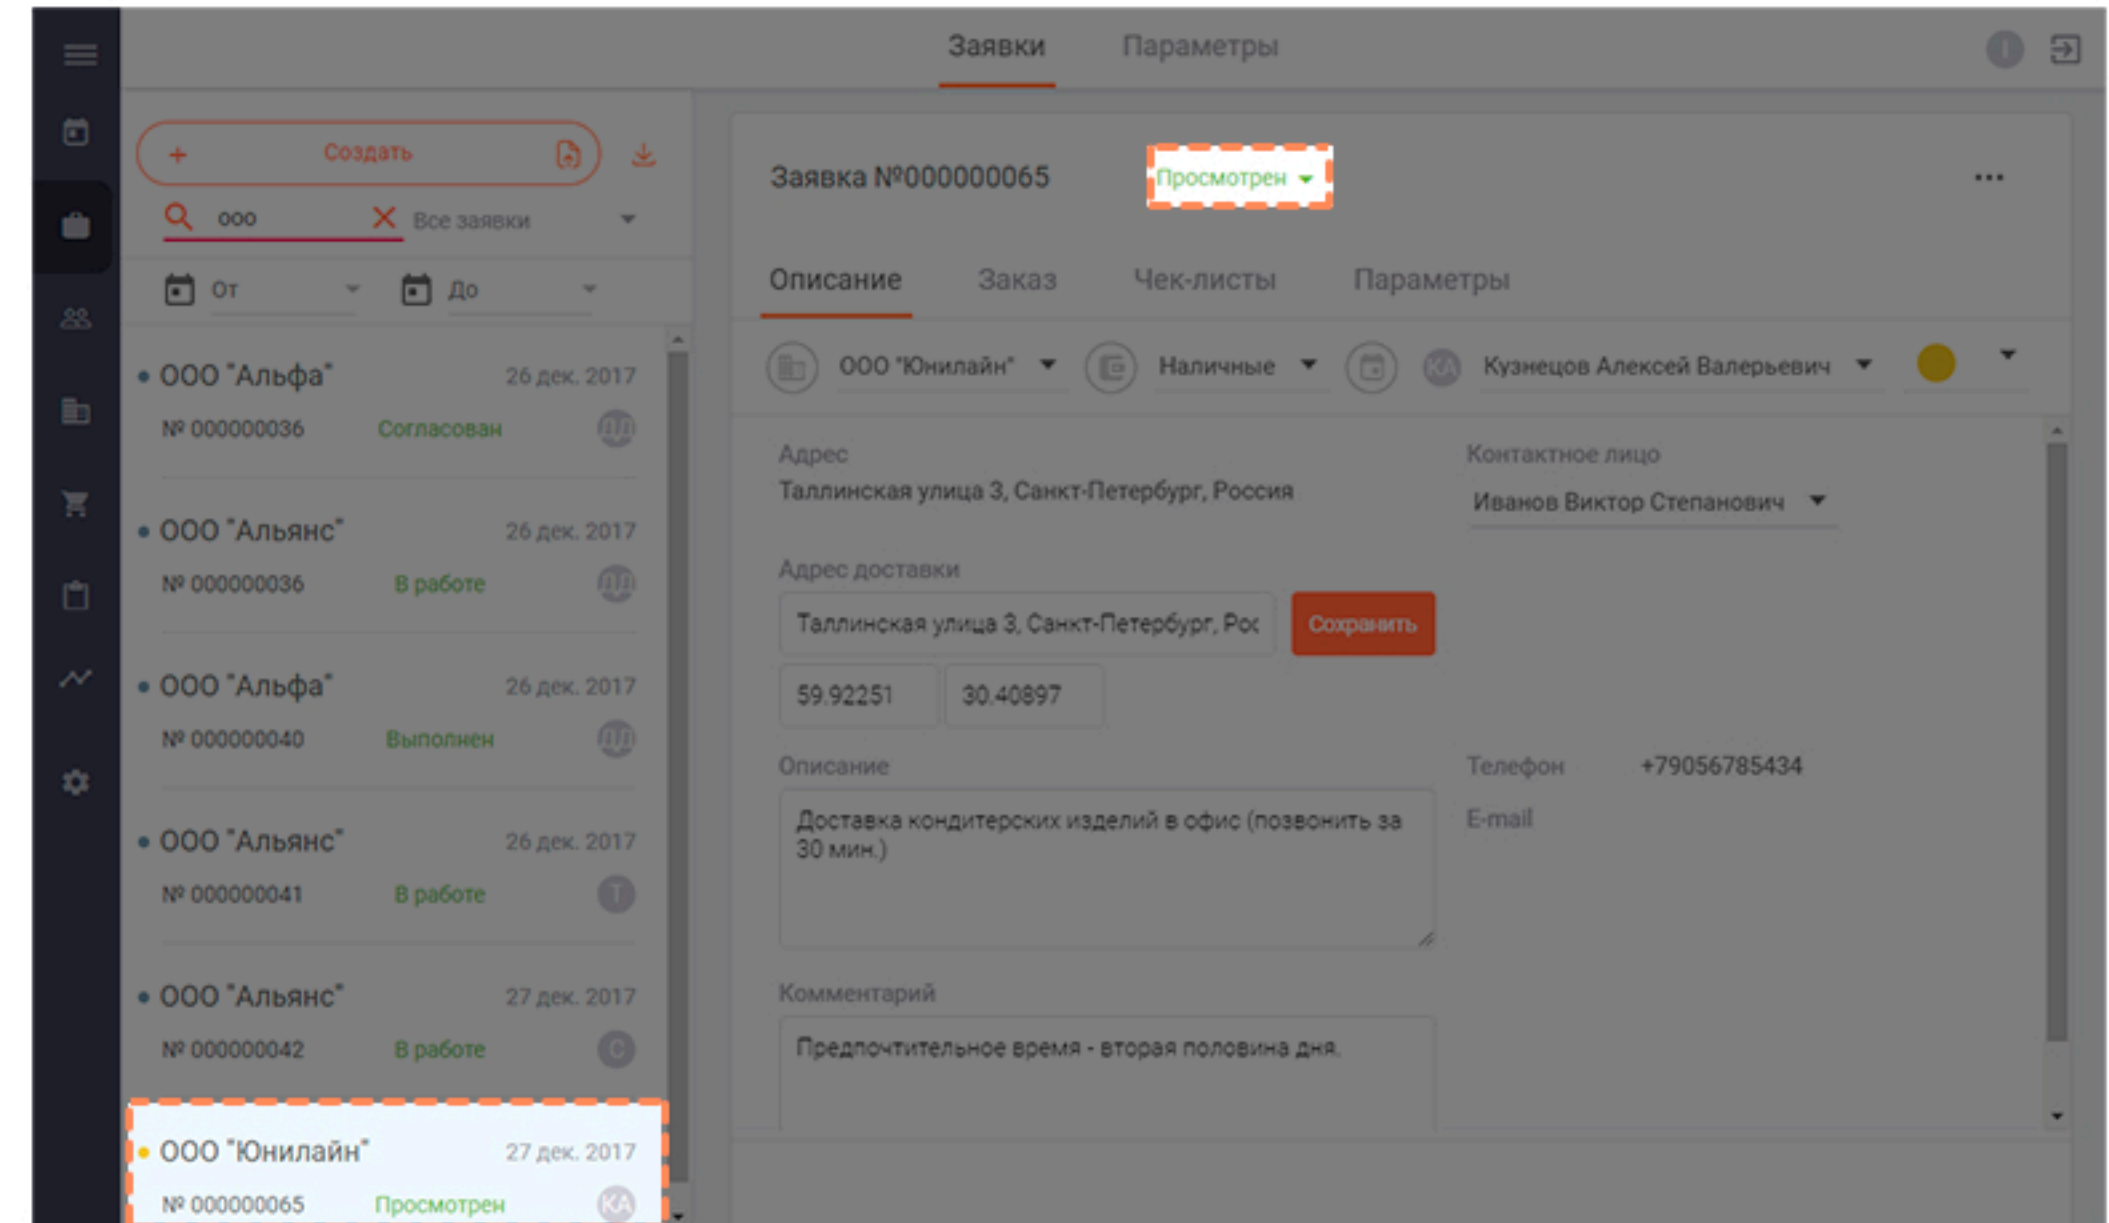 Заявки Параметры I
+ Создать
ооо Все заявки
От До
ООО "Альфа" 26 дек. 2017
№ 000000036 Согласован
ООО "Альянс" 26 дек. 2017
№ 000000036 В работе
ООО "Альфа" 26 дек. 2017
№ 000000040 Выполнен
ООО "Альянс" 26 дек. 2017
№ 000000041 В работе T
ООО "Альянс" 27 дек. 2017
№ 000000042 В работе C
ООО "Юнилайн" 27 дек. 2017
№ 000000065 Просмотрен КА
Заявка №000000065 Просмотрен
Описание Заказ Чек-листы Параметры
ООО "Юнилайн" Наличные КА Кузнецов Алексей Валерьевич
Адрес
Таллинская улица 3, Санкт-Петербург, Россия
Контактное лицо
Иванов Виктор Степанович
Адрес доставки
Таллинская улица 3, Санкт-Петербург, Рос Сохранить
59.92251 30.40897
Описание
Доставка кондитерских изделий в офис (позвонить за
30 мин.)
Телефон +79056785434
E-mail
Комментарий
Предпочтительное время - вторая половина дня.